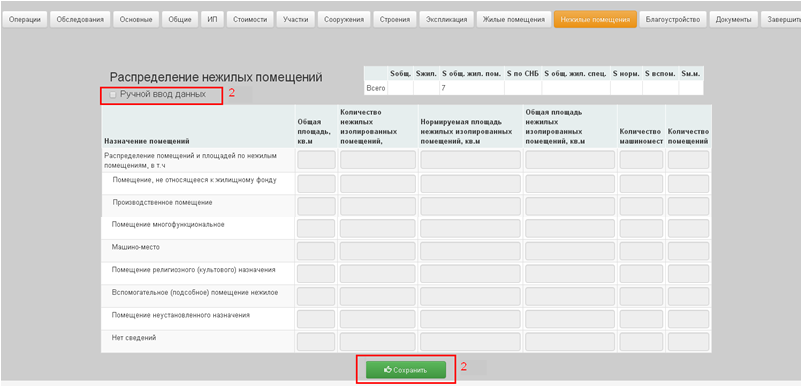 Операции Обследования Основные Общие ИП Стоимости Участки Сооружения Строения Экспликация Жилые помещения Нежилые помещения Благоустройство Документы Завершить
Распределение нежилых помещений
Ручной ввод данных 2
Sобщ. Sжил. S общ. жил. пом. S по СНБ S общ. жил. спец. S норм. S вспом. Sм.м.
Всего 7
Назначение помещений
Общая
площадь,
кв.м
Количество
нежилых
изолированных
помещений,
Нормируемая площадь
нежилых изолированных
помещений, кв.м
Общая площадь
нежилых
изолированных
помещений, кв.м
Количество
машиномест
Количество
помещений
Распределение помещений и площадей по нежилым
помещениям, в т.ч
Помещение, не относящееся к жилищному фонду
Производственное помещение
Помещение многофункциональное
Машино-место
Помещение религиозного (культового) назначения
Вспомогательное (подсобное) помещение нежилое
Помещение неустановленного назначения
Нет сведений
Сохранить 2